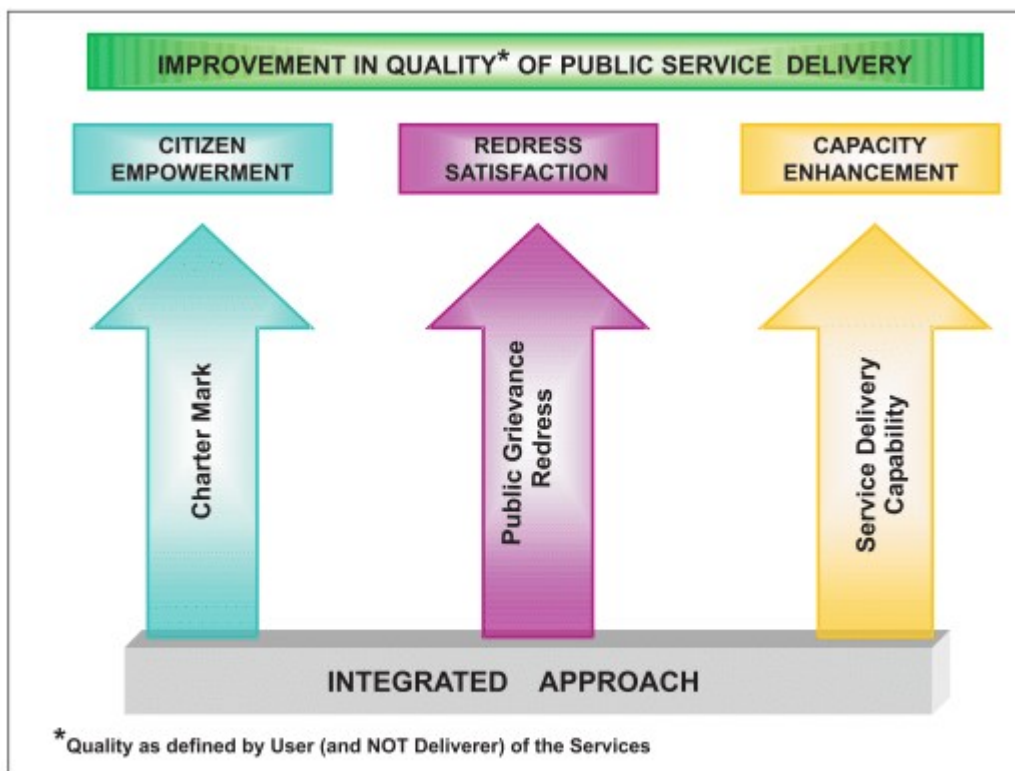 IMPROVEMENT IN QUALITY* OF PUBLIC SERVICE DELIVERY
CITIZEN
EMPOWERMENT
REDRESS
SATISFACTION
CAPACITY
ENHANCEMENT
Charter Mark
Public Grievance
Redress
Service Delivery
Capability
INTEGRATED APPROACH
*Quality as defined by User (and NOT Deliverer) of the Services